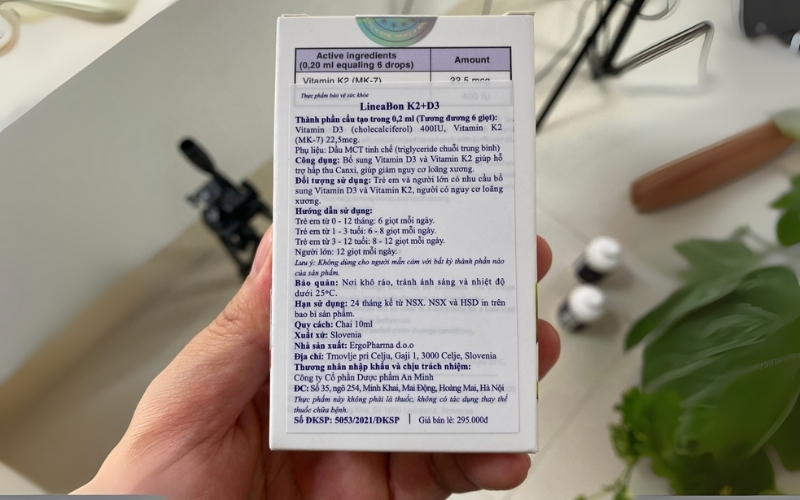 Active ingredients
(0,20 ml equaling 6 drops)
Amount
Vitamin K2 (MK-7)
22,5 mcg
400 IU
Thực phẩm bảo vệ sức khỏe
LineaBon K2+D3
Thành phần cấu tạo trong 0,2 ml (Tương đương 6 giọt):
Vitamin D3 (cholecalciferol) 400IU, Vitamin K2
(MK-7) 22,5mcg.
Phụ liệu: Dầu MCT tinh chế (triglyceride chuỗi trung bình)
Công dụng: Bổ sung Vitamin D3 và Vitamin K2 giúp hỗ
trợ hấp thu Canxi, giúp giảm nguy cơ loãng xương.
Đối tượng sử dụng: Trẻ em và người lớn có nhu cầu bổ
sung Vitamin D3 và Vitamin K2, người có nguy cơ loãng
xương.
Hướng dẫn sử dụng:
Trẻ em từ 0 - 12 tháng: 6 giọt mỗi ngày.
Trẻ em từ 1 - 3 tuổi: 6 - 8 giọt mỗi ngày.
Trẻ em từ 3 - 12 tuổi: 8 - 12 giọt mỗi ngày.
Người lớn: 12 giọt mỗi ngày.
Lưu ý: Không dùng cho người mẫn cảm với bất kỳ thành phần nào
của sản phẩm.
Bảo quản: Nơi khô ráo, tránh ánh sáng và nhiệt độ
dưới 25°C.
Hạn sử dụng: 24 tháng kể từ NSX. NSX và HSD in trên
bao bì sản phẩm.
Quy cách: Chai 10ml
Xuất xứ: Slovenia
Nhà sản xuất: ErgoPharma d.o.o
Địa chỉ: Trnovlje pri Celju, Gaji 1, 3000 Celje, Slovenia
Thương nhân nhập khẩu và chịu trách nhiệm:
Công ty Cổ phần Dược phẩm An Minh
ĐC: Số 35, ngõ 254, Minh Khai, Mai Động, Hoàng Mai, Hà Nội
Thực phẩm này không phải là thuốc, không có tác dụng thay thế
thuốc chữa bệnh.
Số ĐKSP: 5053/2021/ĐKSP | Giá bán lẻ: 295.000đ